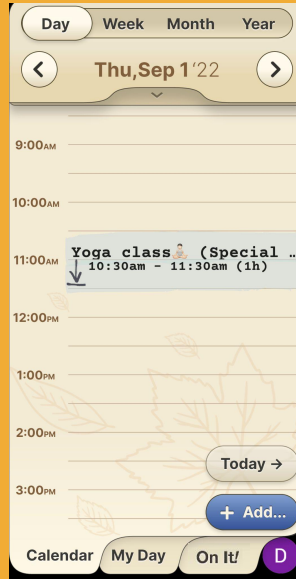 Day Week Month Year
Thu,Sep 1 '22
9:00AM
10:00AM
Yoga class🧘 (Special …
11:00AM
10:30am - 11:30am (1h)
12:00PM
1:00PM
2:00PM
Today →
3:00PM
+ Add...
Calendar My Day On It! D